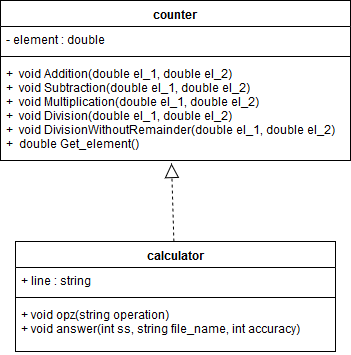 counter
- element : double
+ void Addition(double el_1, double el_2)
+ void Subtraction(double el_1, double el_2)
+ void Multiplication(double el_1, double el_2)
+ void Division(double el_1, double el_2)
+ void DivisionWithoutRemainder(double el_1, double el_2)
+ double Get_element()
calculator
+ line : string
+ void opz(string operation)
+ void answer(int ss, string file_name, int accuracy)